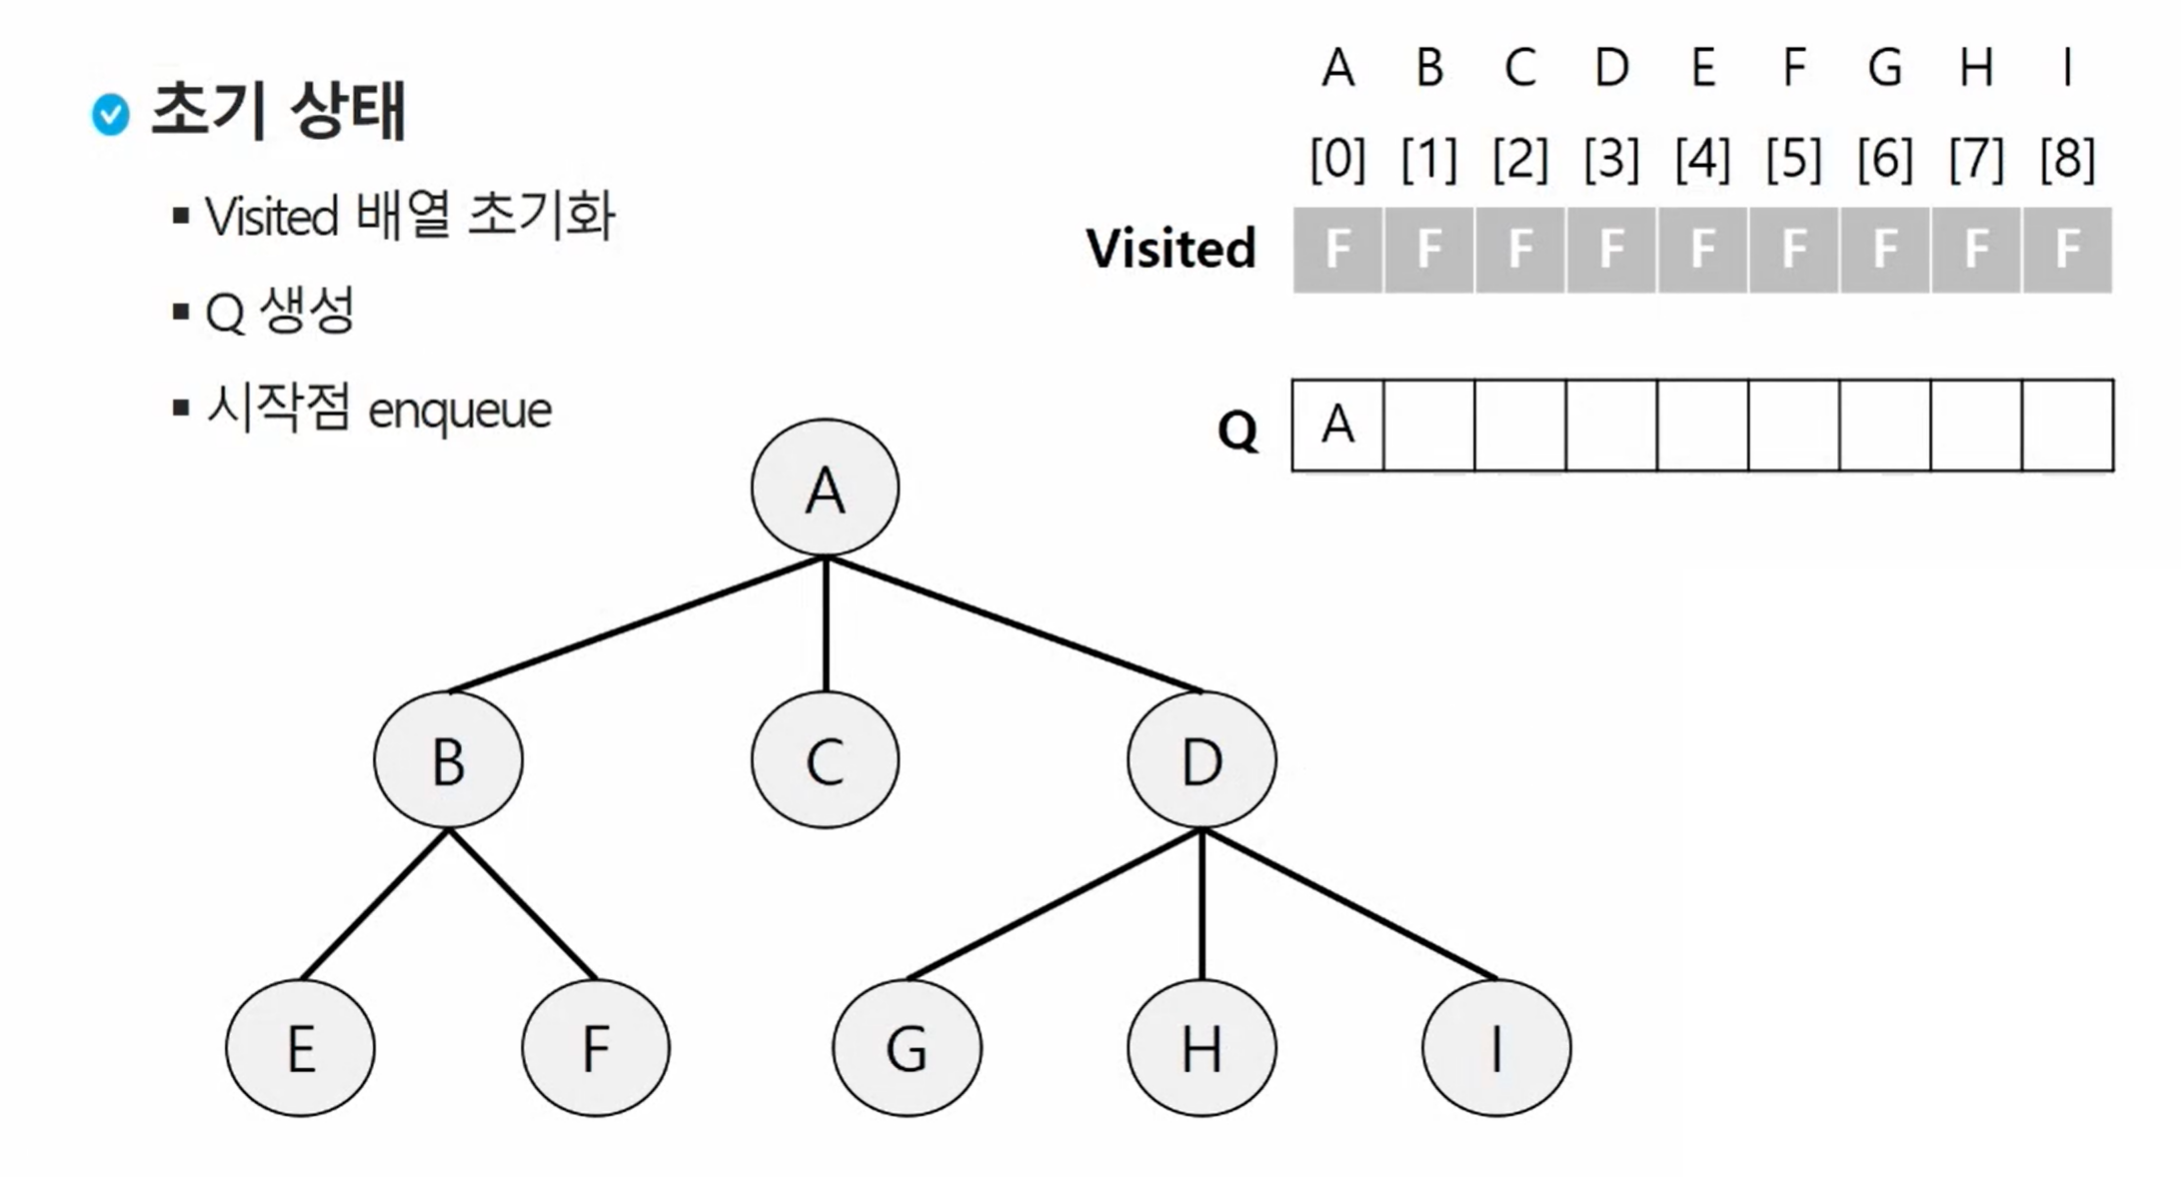 초기 상태
▪ Visited 배열 초기화
▪ Q 생성
▪ 시작점 enqueue
A B C D E F G H I
[0] [1] [2] [3] [4] [5] [6] [7] [8]
Visited F F F F F F F F F
Q A
A
B C D
E F G H I